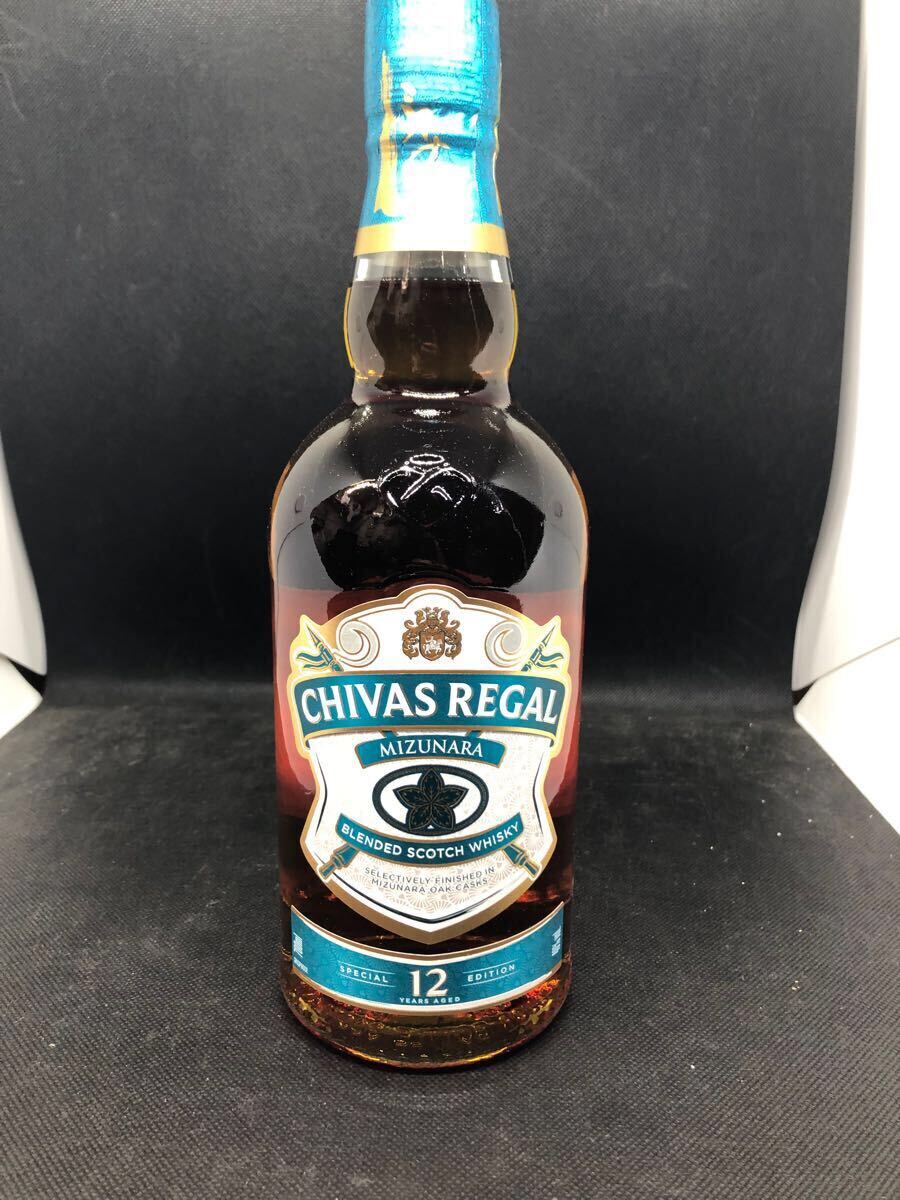 CHIVAS REGAL
MIZUNARA
BLENDED SCOTCH WHISKY
SELECTIVELY FINISHED IN
MIZUNARA OAK CASKS
SPECIAL 12 EDITION
YEARS AGED